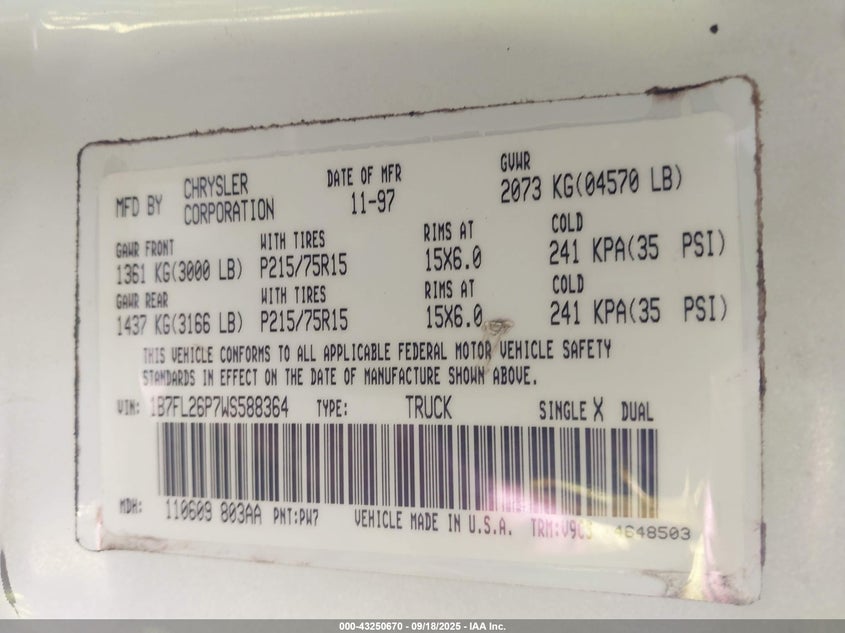 MFD BY CHRYSLER CORPORATION DATE OF MFR 11-97 GVWR 2073 KG(04570 LB)
GAWR FRONT WITH TIRES RIMS AT COLD
1361 KG(3000 LB) P215/75R15 15X6.0 241 KPA(35 PSI)
GAWR REAR WITH TIRES RIMS AT COLD
1437 KG(3166 LB) P215/75R15 15X6.0 241 KPA(35 PSI)
THIS VEHICLE CONFORMS TO ALL APPLICABLE FEDERAL MOTOR VEHICLE SAFETY
STANDARDS IN EFFECT ON THE DATE OF MANUFACTURE SHOWN ABOVE.
VIN: 1B7FL26P7WS588364 TYPE: TRUCK SINGLE X DUAL
MDH: 110609 803AA PNT:PW7 VEHICLE MADE IN U.S.A. TRM:V9C3 4648503
000-43250670 - 09/18/2025 - IAA Inc.